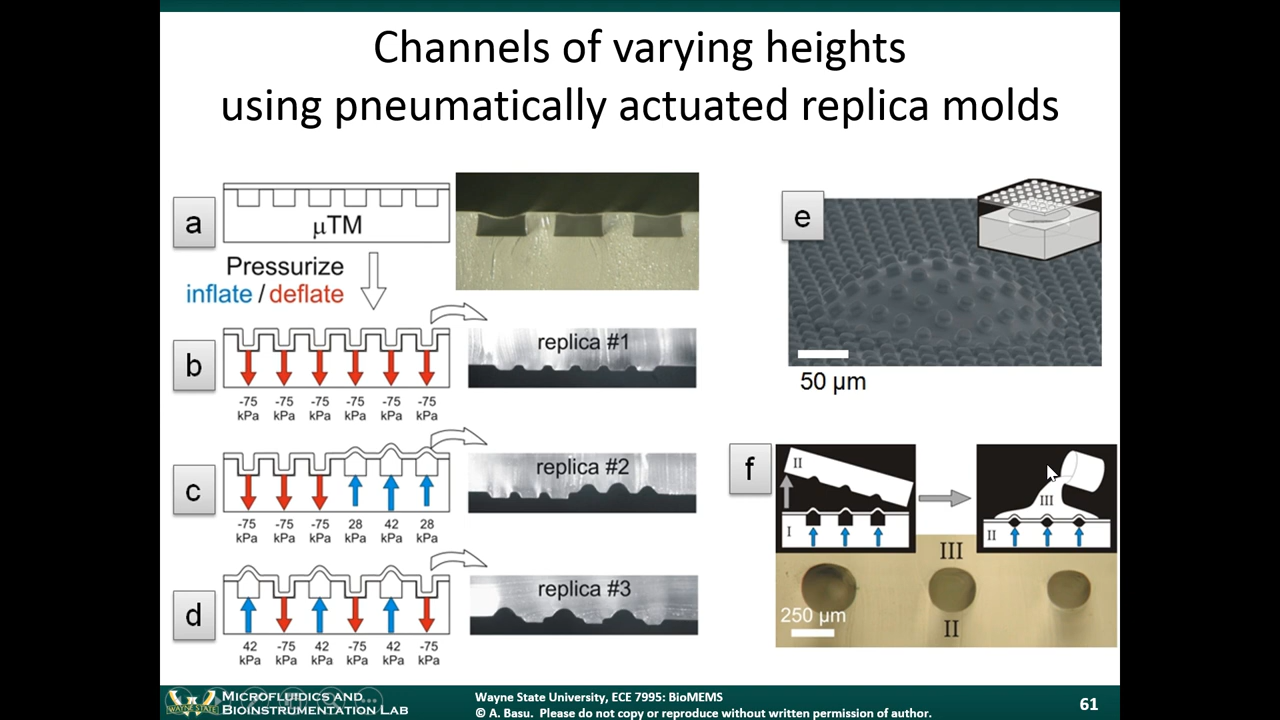 Channels of varying heights
using pneumatically actuated replica molds
a
μTM
Pressurize
inflate / deflate
b
replica #1
-75 -75 -75 -75 -75 -75
kPa kPa kPa kPa kPa kPa
c
replica #2
-75 -75 -75 28 42 28
kPa kPa kPa kPa kPa kPa
d
replica #3
42 -75 42 -75 42 -75
kPa kPa kPa kPa kPa kPa
e
50 μm
f
II
I
III
II
III
250 μm
II
WAYNE STATE
MICROFLUIDICS AND
BIOINSTRUMENTATION LAB
Wayne State University, ECE 7995: BioMEMS
© A. Basu. Please do not copy or reproduce without written permission of author.
61